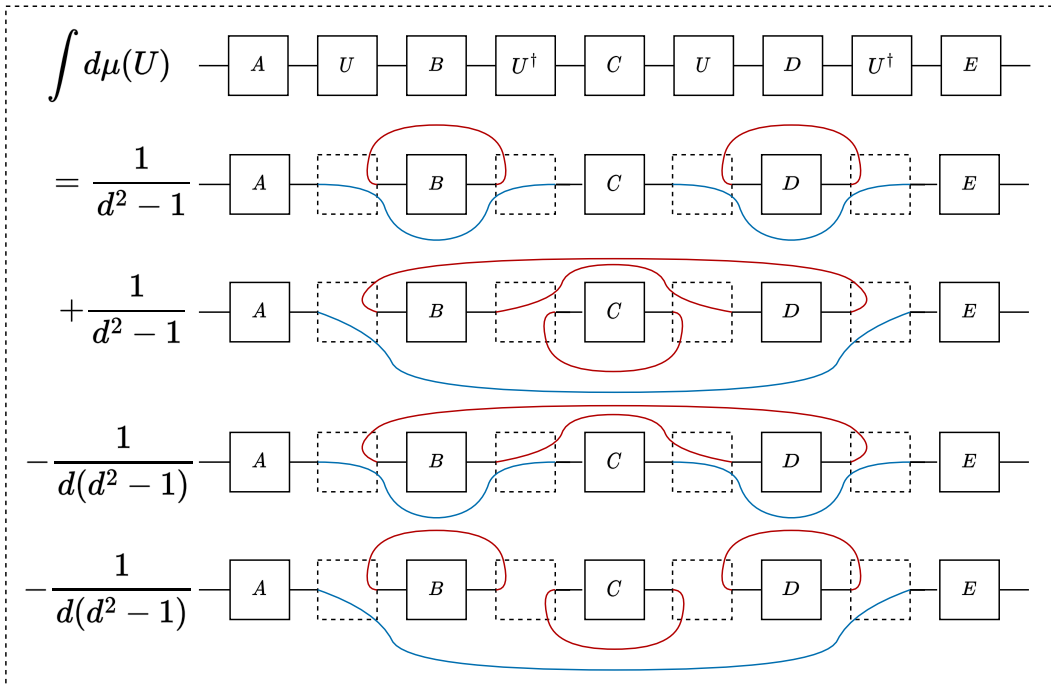 ∫ dμ(U) A U B U† C U D U† E
= 1/(d² − 1) A B C D E
+ 1/(d² − 1) A B C D E
− 1/(d(d² − 1)) A B C D E
− 1/(d(d² − 1)) A B C D E